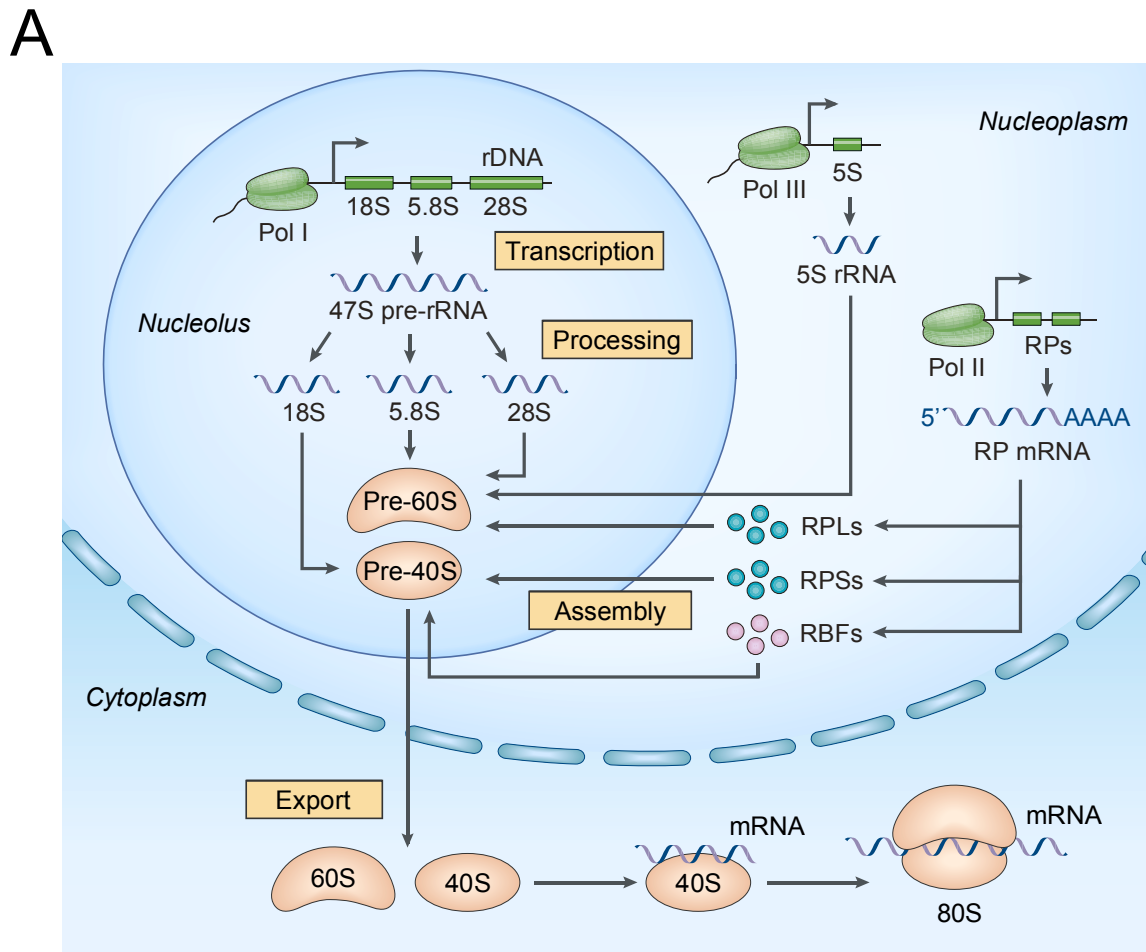 A
Nucleoplasm
rDNA
18S 5.8S 28S
Pol I
Transcription
47S pre-rRNA
Nucleolus
Processing
18S 5.8S 28S
Pre-60S
Pre-40S
Pol III
5S
5S rRNA
Pol II
RPs
5’ AAAA
RP mRNA
RPLs
RPSs
RBFs
Assembly
Cytoplasm
Export
60S
40S
mRNA
40S
mRNA
80S